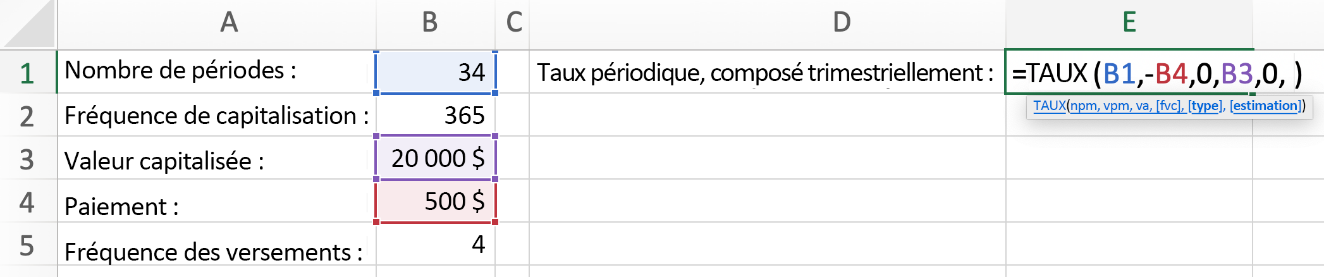 A B C D E
1 Nombre de périodes : 34 Taux périodique, composé trimestriellement : =TAUX (B1,-B4,0,B3,0, )
2 Fréquence de capitalisation : 365 TAUX(npm, vpm, va, [fvc], [type], [estimation])
3 Valeur capitalisée : 20 000 $
4 Paiement : 500 $
5 Fréquence des versements : 4